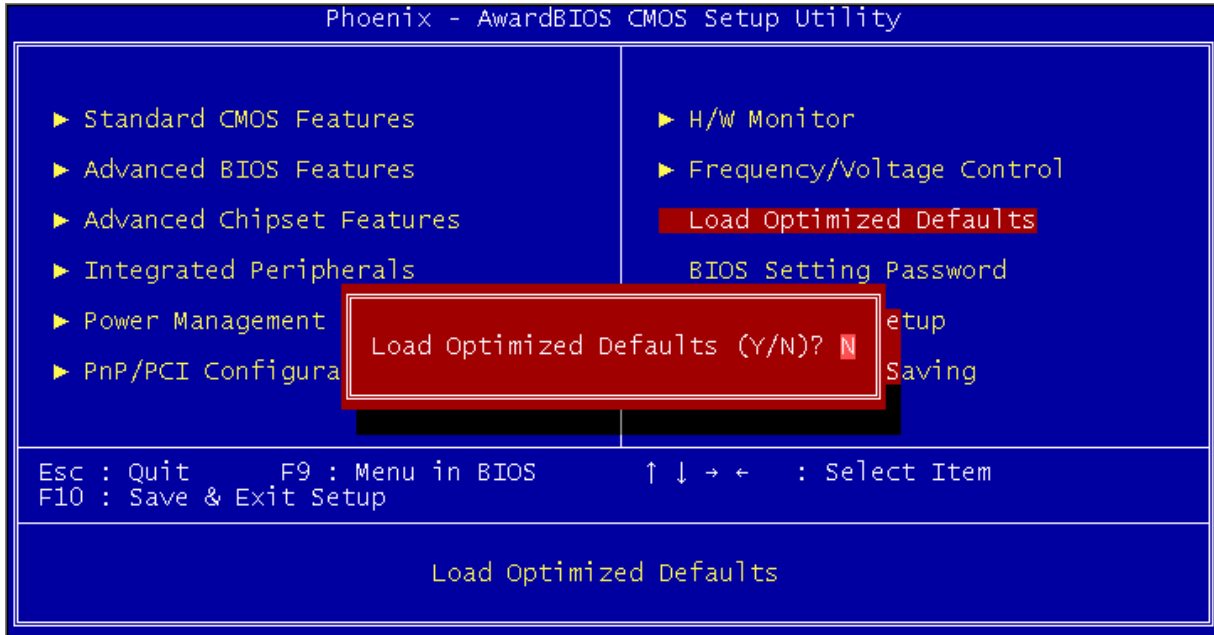 Phoenix - AwardBIOS CMOS Setup Utility
► Standard CMOS Features
► Advanced BIOS Features
► Advanced Chipset Features
► Integrated Peripherals
► Power Management
► PnP/PCI Configura
► H/W Monitor
► Frequency/Voltage Control
Load Optimized Defaults
BIOS Setting Password
etup
Saving
Load Optimized Defaults (Y/N)? N
Esc : Quit F9 : Menu in BIOS ↑ ↓ → ← : Select Item
F10 : Save & Exit Setup
Load Optimized Defaults